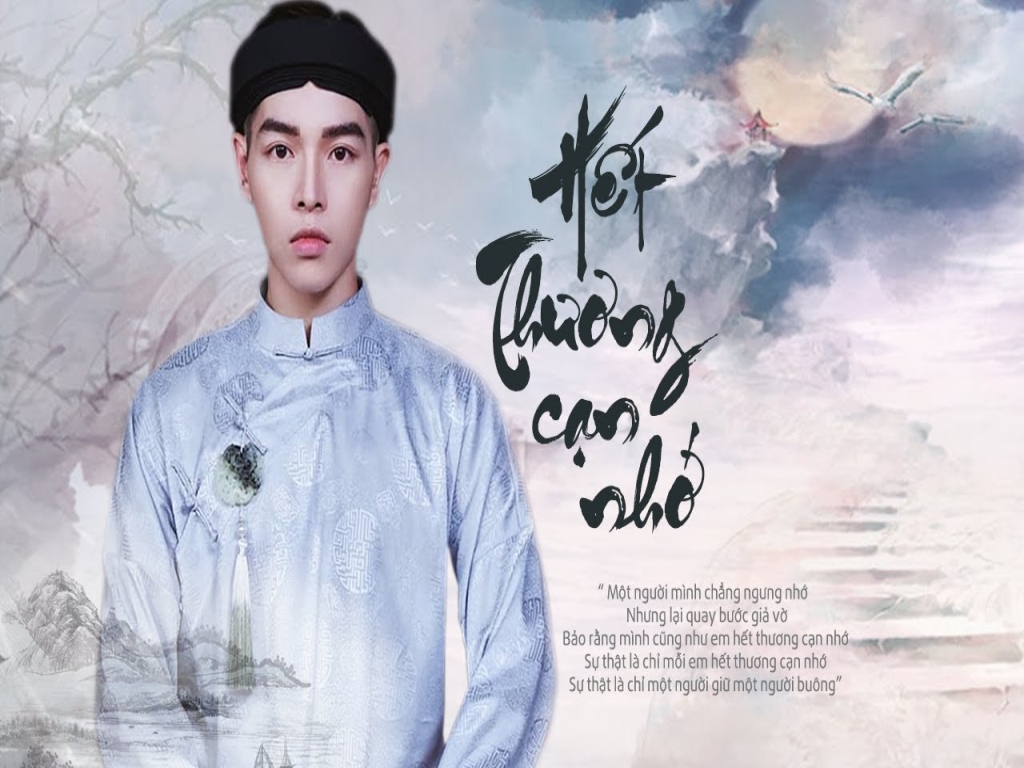 Hết
Thương
cạn
nhớ
“ Một người mình chẳng ngưng nhớ
Nhưng lại quay bước giả vờ
Bảo rằng mình cũng như em hết thương cạn nhớ
Sự thật là chỉ mỗi em hết thương cạn nhớ
Sự thật là chỉ một người giữ một người buông”